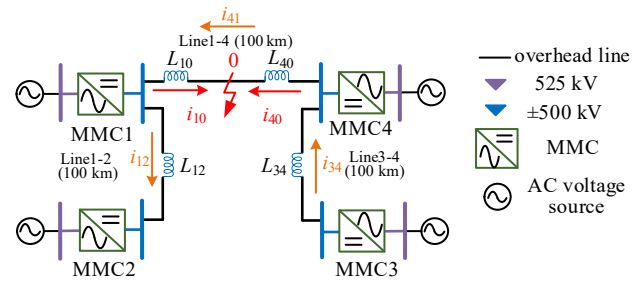 i41
Line1-4 (100 km)
L10
0
L40
i10
i40
MMC1
MMC4
Line1-2
(100 km)
i12
L12
L34
i34
Line3-4
(100 km)
MMC2
MMC3
overhead line
525 kV
±500 kV
MMC
AC voltage
source